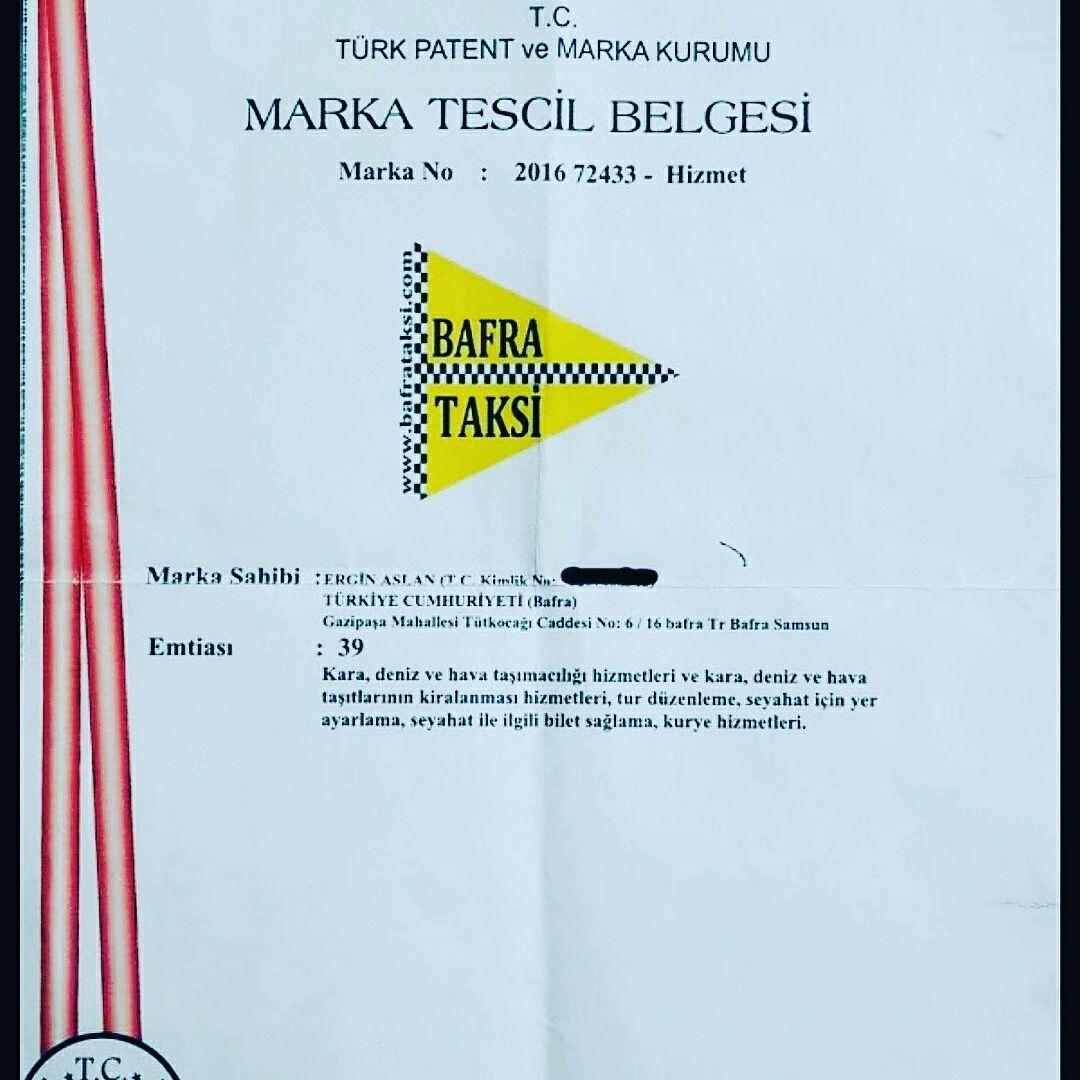 T.C.
TÜRK PATENT ve MARKA KURUMU
MARKA TESCİL BELGESİ
Marka No : 2016 72433 - Hizmet
www.bafrataksi.com
BAFRA
TAKSİ
Marka Sahibi : ERGİN ASLAN (T.C. Kimlik No:
TÜRKİYE CUMHURİYETİ (Bafra)
Gazipaşa Mahallesi Tütkocağı Caddesi No: 6 / 16 bafra Tr Bafra Samsun
Emtiası : 39
Kara, deniz ve hava taşımacılığı hizmetleri ve kara, deniz ve hava
taşıtlarının kiralanması hizmetleri, tur düzenleme, seyahat için yer
ayarlama, seyahat ile ilgili bilet sağlama, kurye hizmetleri.
T.C.